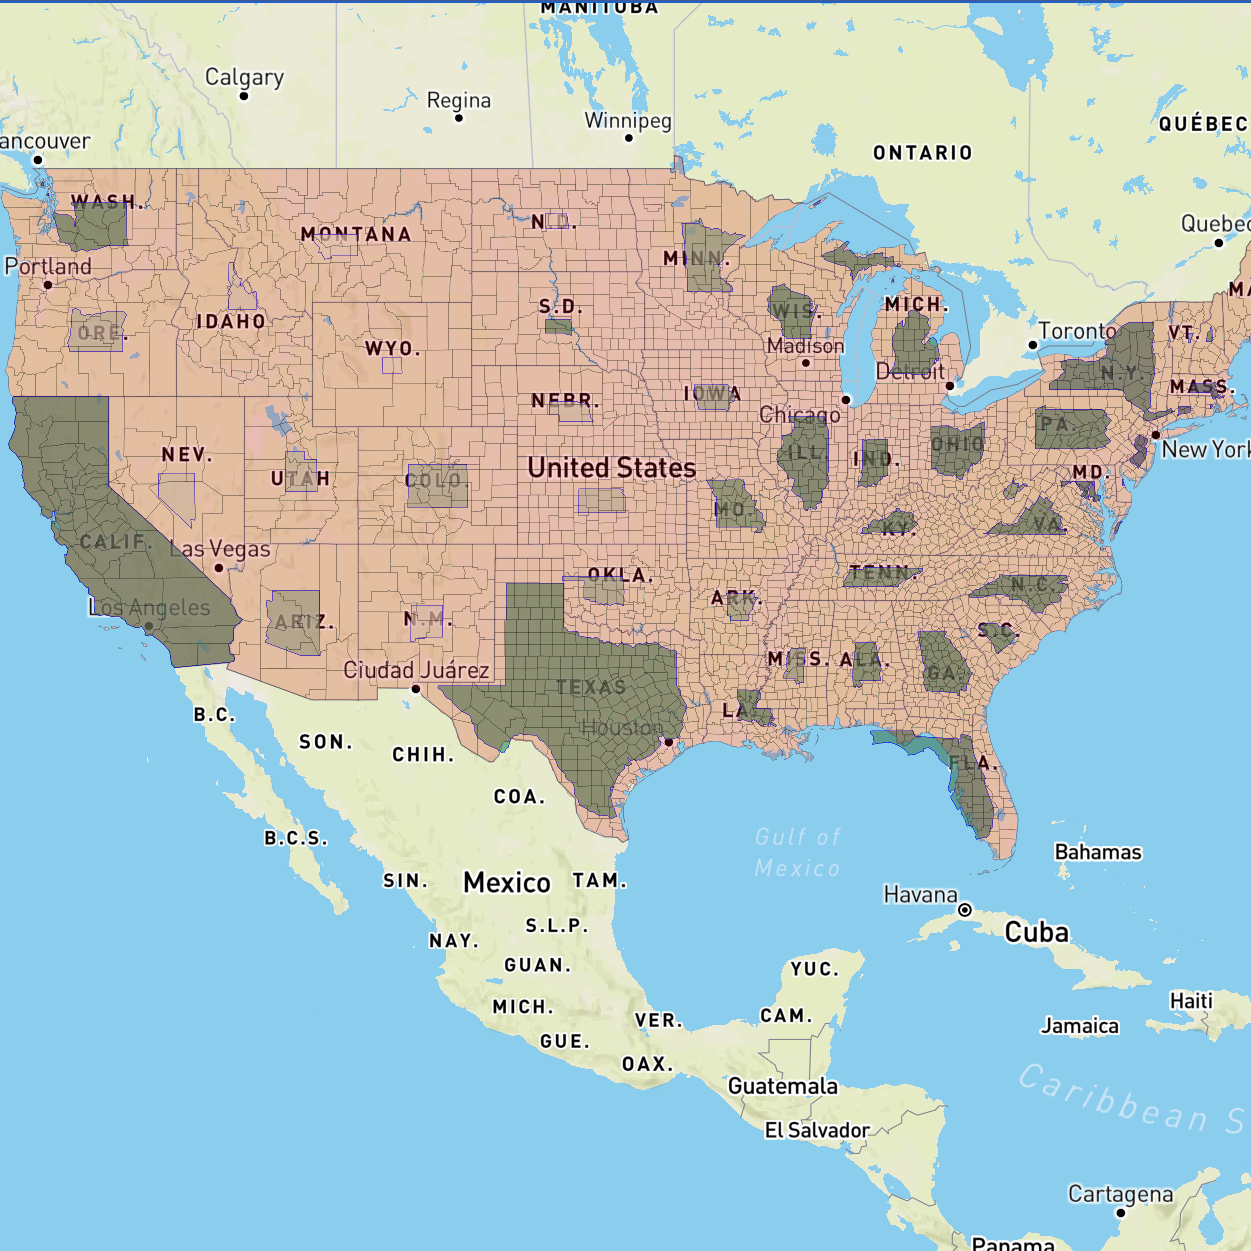 MANITOBA
Calgary
Regina
Winnipeg
ancouver
ONTARIO
QUÉBEC
WASH.
MONTANA
N.D.
Quebec
Portland
MINN.
MA
IDAHO
S.D.
WIS.
MICH.
ORE.
Toronto
VT.
WYO.
Madison
Detroit
N.Y.
MASS.
NEBR.
IOWA
Chicago
PA.
NEV.
United States
ILL.
IND.
OHIO
New York
UTAH
COLO.
MD.
MO.
KY.
VA.
CALIF.
Las Vegas
OKLA.
TENN.
N.C.
Los Angeles
ARIZ.
N.M.
ARK.
S.C.
Ciudad Juárez
MISS.
ALA.
GA.
TEXAS
Houston
LA.
B.C.
SON.
CHIH.
FLA.
COA.
B.C.S.
Gulf of
Mexico
Bahamas
SIN.
Mexico
TAM.
Havana
NAY.
S.L.P.
Cuba
GUAN.
YUC.
MICH.
VER.
CAM.
Haiti
GUE.
Jamaica
OAX.
Guatemala
Caribbean S
El Salvador
Cartagena
Panama